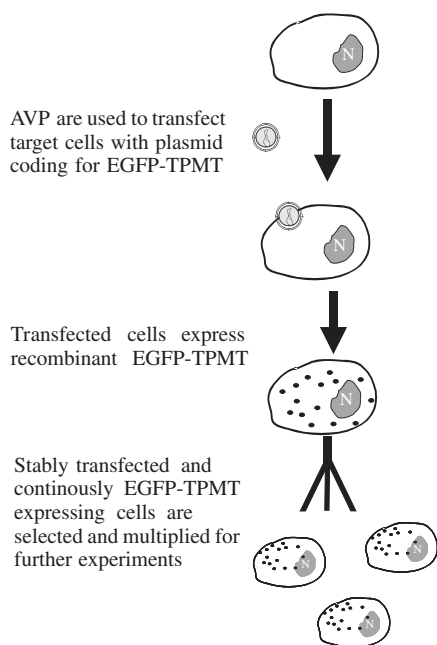 N
AVP are used to transfect
target cells with plasmid
coding for EGFP-TPMT
N
Transfected cells express
recombinant EGFP-TPMT
N
Stably transfected and
continously EGFP-TPMT
expressing cells are
selected and multiplied for
further experiments
N
N
N